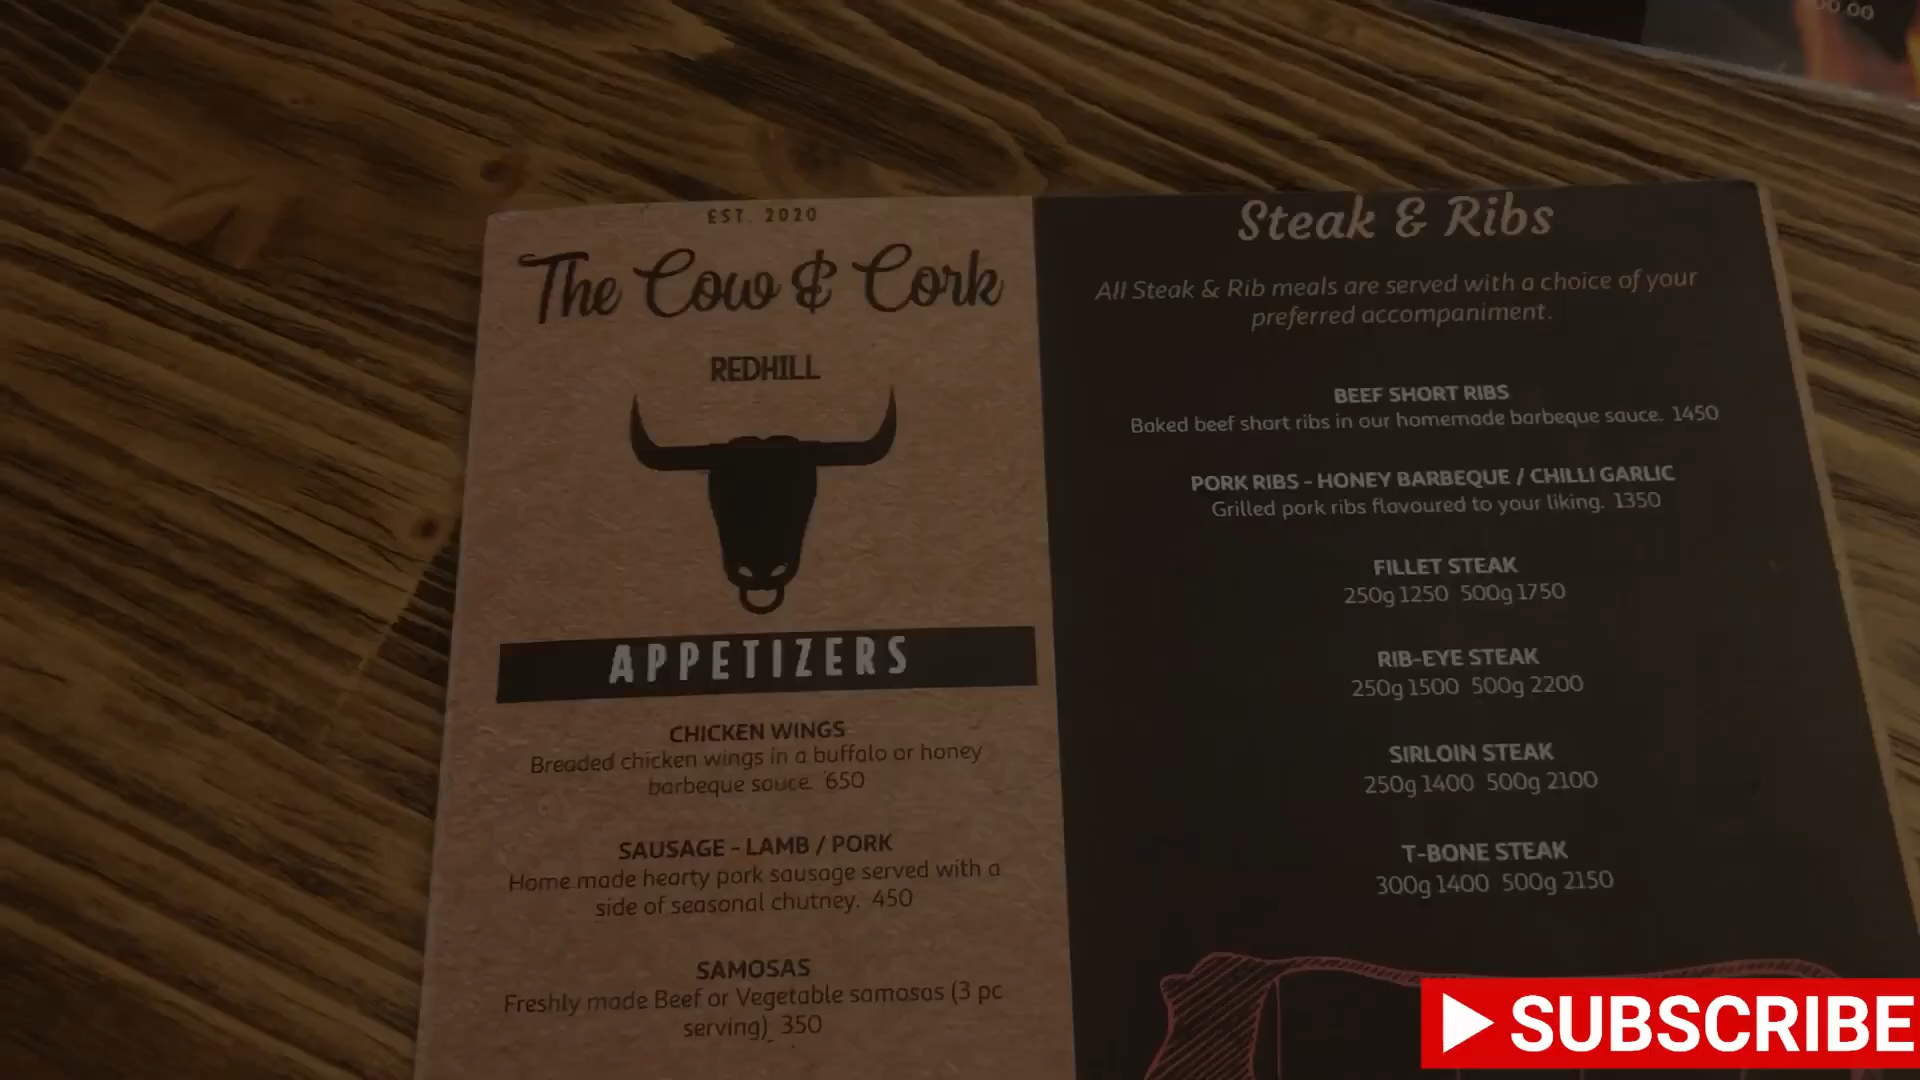 00.00
EST. 2020
The Cow & Cork
REDHILL
APPETIZERS
CHICKEN WINGS
Breaded chicken wings in a buffalo or honey
barbeque sauce. 650
SAUSAGE - LAMB / PORK
Home made hearty pork sausage served with a
side of seasonal chutney. 450
SAMOSAS
Freshly made Beef or Vegetable samosas (3 pc
serving) 350
Steak & Ribs
All Steak & Rib meals are served with a choice of your
preferred accompaniment.
BEEF SHORT RIBS
Baked beef short ribs in our homemade barbeque sauce. 1450
PORK RIBS - HONEY BARBEQUE / CHILLI GARLIC
Grilled pork ribs flavoured to your liking. 1350
FILLET STEAK
250g 1250 500g 1750
RIB-EYE STEAK
250g 1500 500g 2200
SIRLOIN STEAK
250g 1400 500g 2100
T-BONE STEAK
300g 1400 500g 2150
SUBSCRIBE